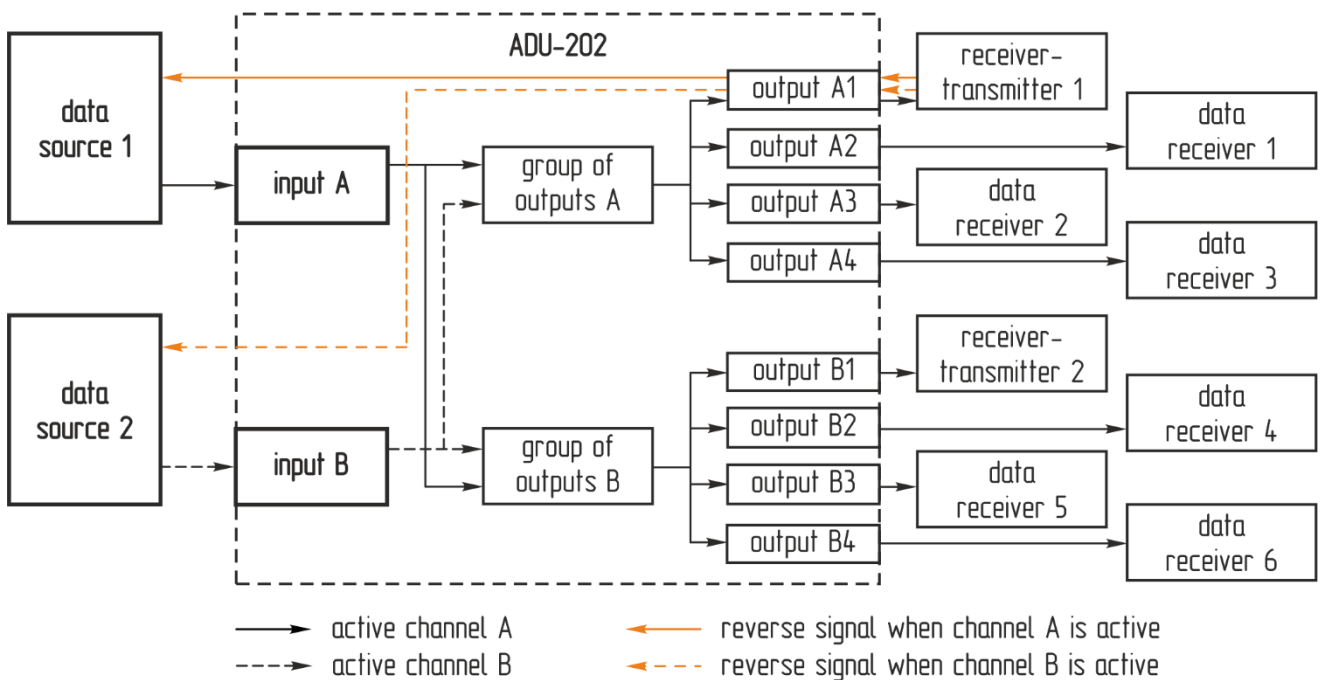 ADU-202
data
source 1
input A
group of
outputs A
output A1
output A2
output A3
output A4
receiver-
transmitter 1
data
receiver 1
data
receiver 2
data
receiver 3
data
source 2
input B
group of
outputs B
output B1
output B2
output B3
output B4
receiver-
transmitter 2
data
receiver 4
data
receiver 5
data
receiver 6
active channel A
active channel B
reverse signal when channel A is active
reverse signal when channel B is active